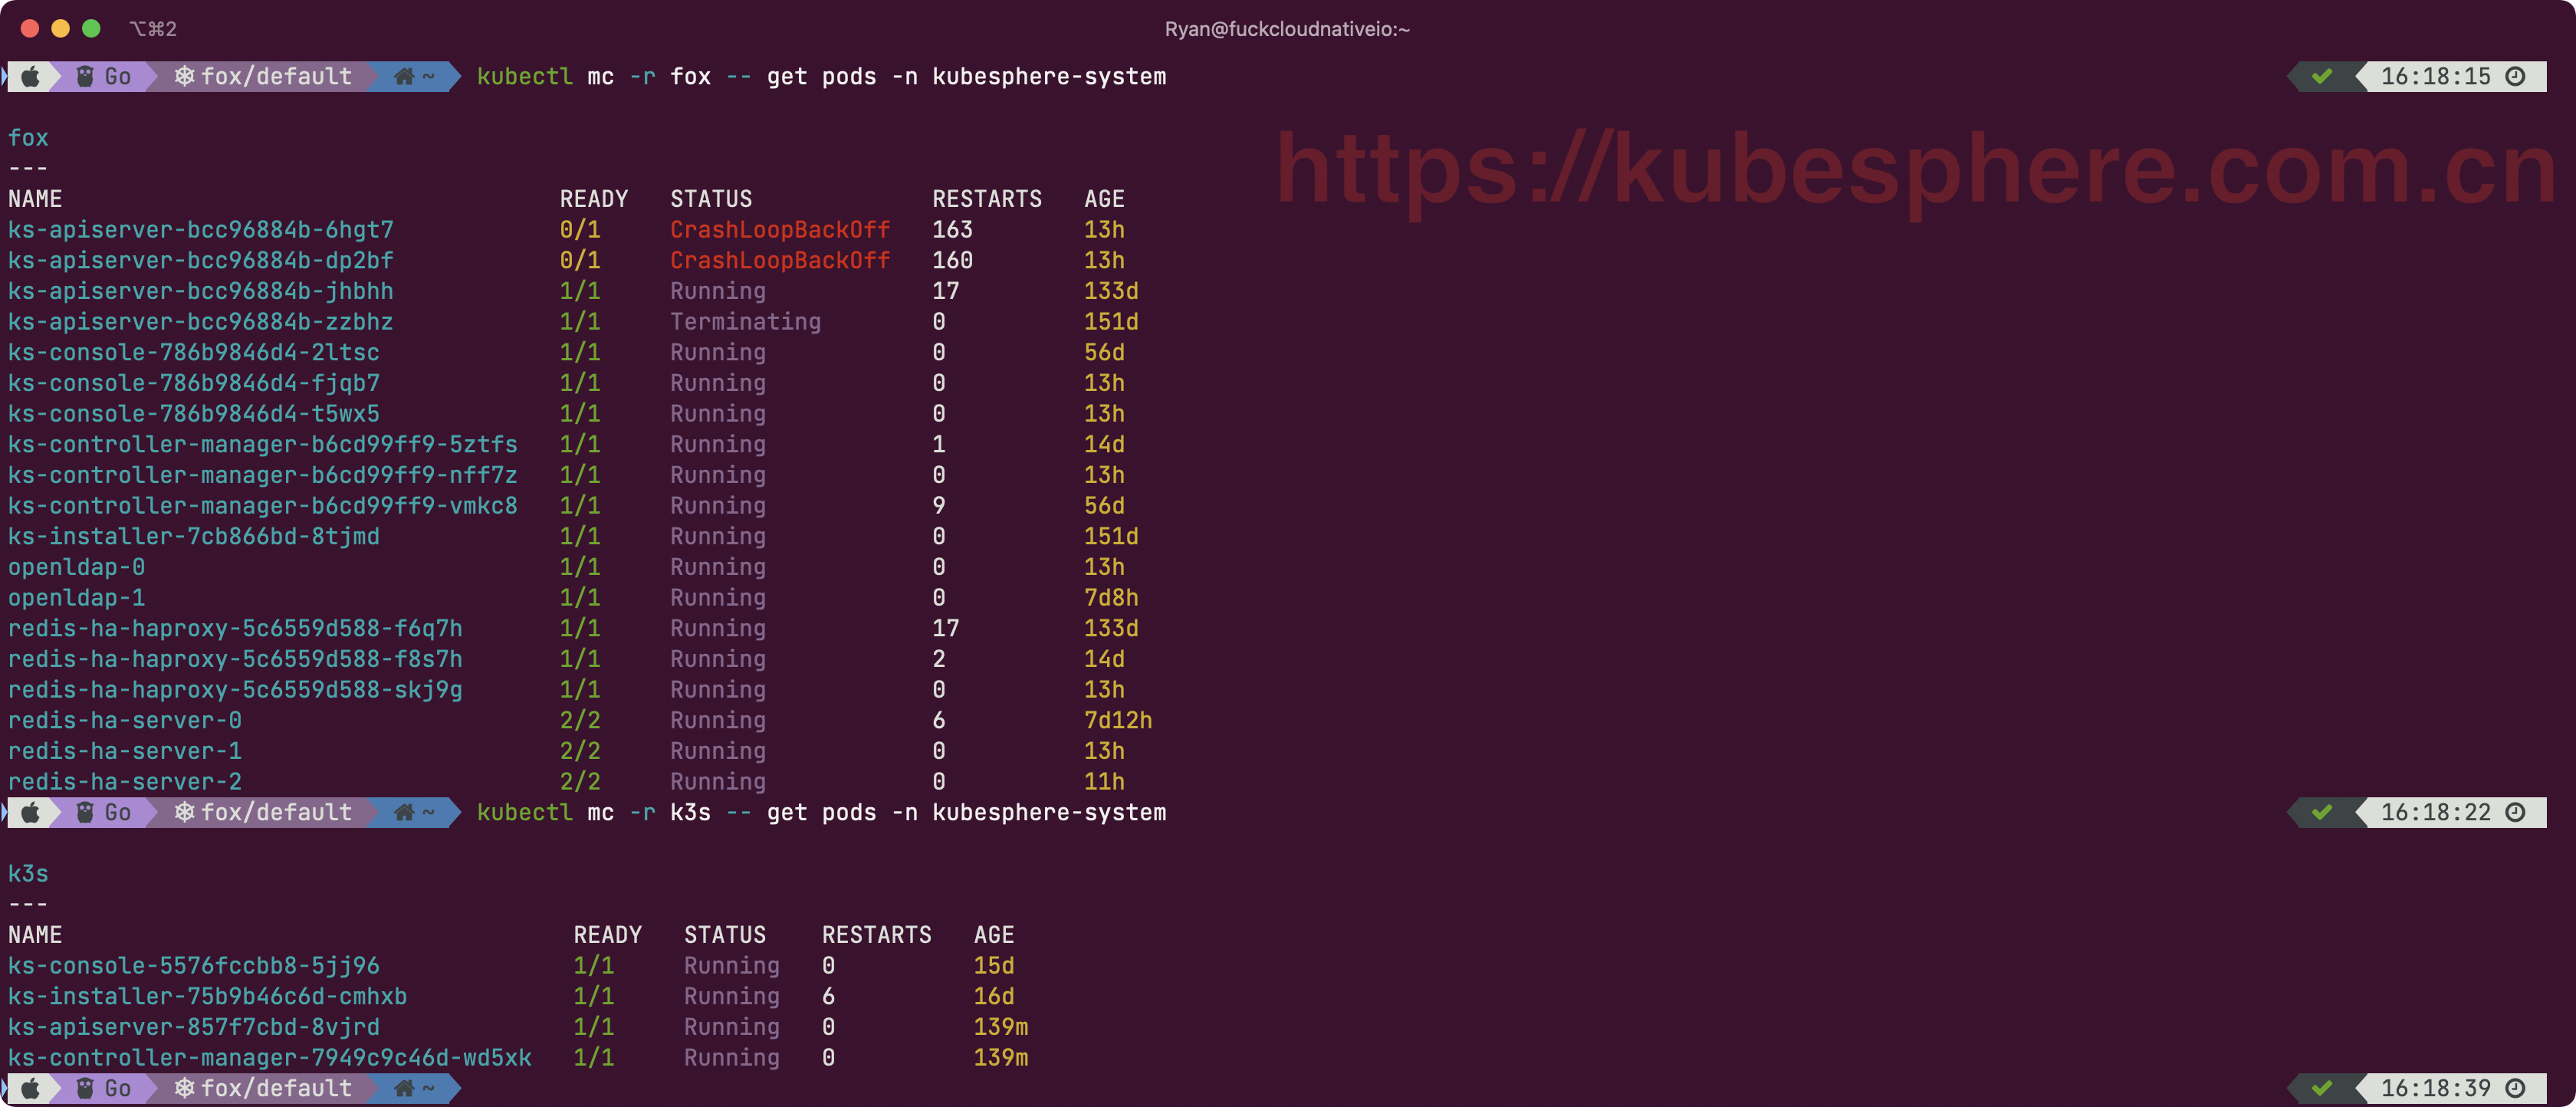 ⌥⌘2 Ryan@fuckcloudnativeio:~
Go fox/default ~ kubectl mc -r fox -- get pods -n kubesphere-system 16:18:15
https://kubesphere.com.cn
fox
---
NAME READY STATUS RESTARTS AGE
ks-apiserver-bcc96884b-6hgt7 0/1 CrashLoopBackOff 163 13h
ks-apiserver-bcc96884b-dp2bf 0/1 CrashLoopBackOff 160 13h
ks-apiserver-bcc96884b-jhbhh 1/1 Running 17 133d
ks-apiserver-bcc96884b-zzbhz 1/1 Terminating 0 151d
ks-console-786b9846d4-2ltsc 1/1 Running 0 56d
ks-console-786b9846d4-fjqb7 1/1 Running 0 13h
ks-console-786b9846d4-t5wx5 1/1 Running 0 13h
ks-controller-manager-b6cd99ff9-5ztfs 1/1 Running 1 14d
ks-controller-manager-b6cd99ff9-nff7z 1/1 Running 0 13h
ks-controller-manager-b6cd99ff9-vmkc8 1/1 Running 9 56d
ks-installer-7cb866bd-8tjmd 1/1 Running 0 151d
openldap-0 1/1 Running 0 13h
openldap-1 1/1 Running 0 7d8h
redis-ha-haproxy-5c6559d588-f6q7h 1/1 Running 17 133d
redis-ha-haproxy-5c6559d588-f8s7h 1/1 Running 2 14d
redis-ha-haproxy-5c6559d588-skj9g 1/1 Running 0 13h
redis-ha-server-0 2/2 Running 6 7d12h
redis-ha-server-1 2/2 Running 0 13h
redis-ha-server-2 2/2 Running 0 11h
Go fox/default ~ kubectl mc -r k3s -- get pods -n kubesphere-system 16:18:22
k3s
---
NAME READY STATUS RESTARTS AGE
ks-console-5576fccbb8-5jj96 1/1 Running 0 15d
ks-installer-75b9b46c6d-cmhxb 1/1 Running 6 16d
ks-apiserver-857f7cbd-8vjrd 1/1 Running 0 139m
ks-controller-manager-7949c9c46d-wd5xk 1/1 Running 0 139m
Go fox/default ~ 16:18:39